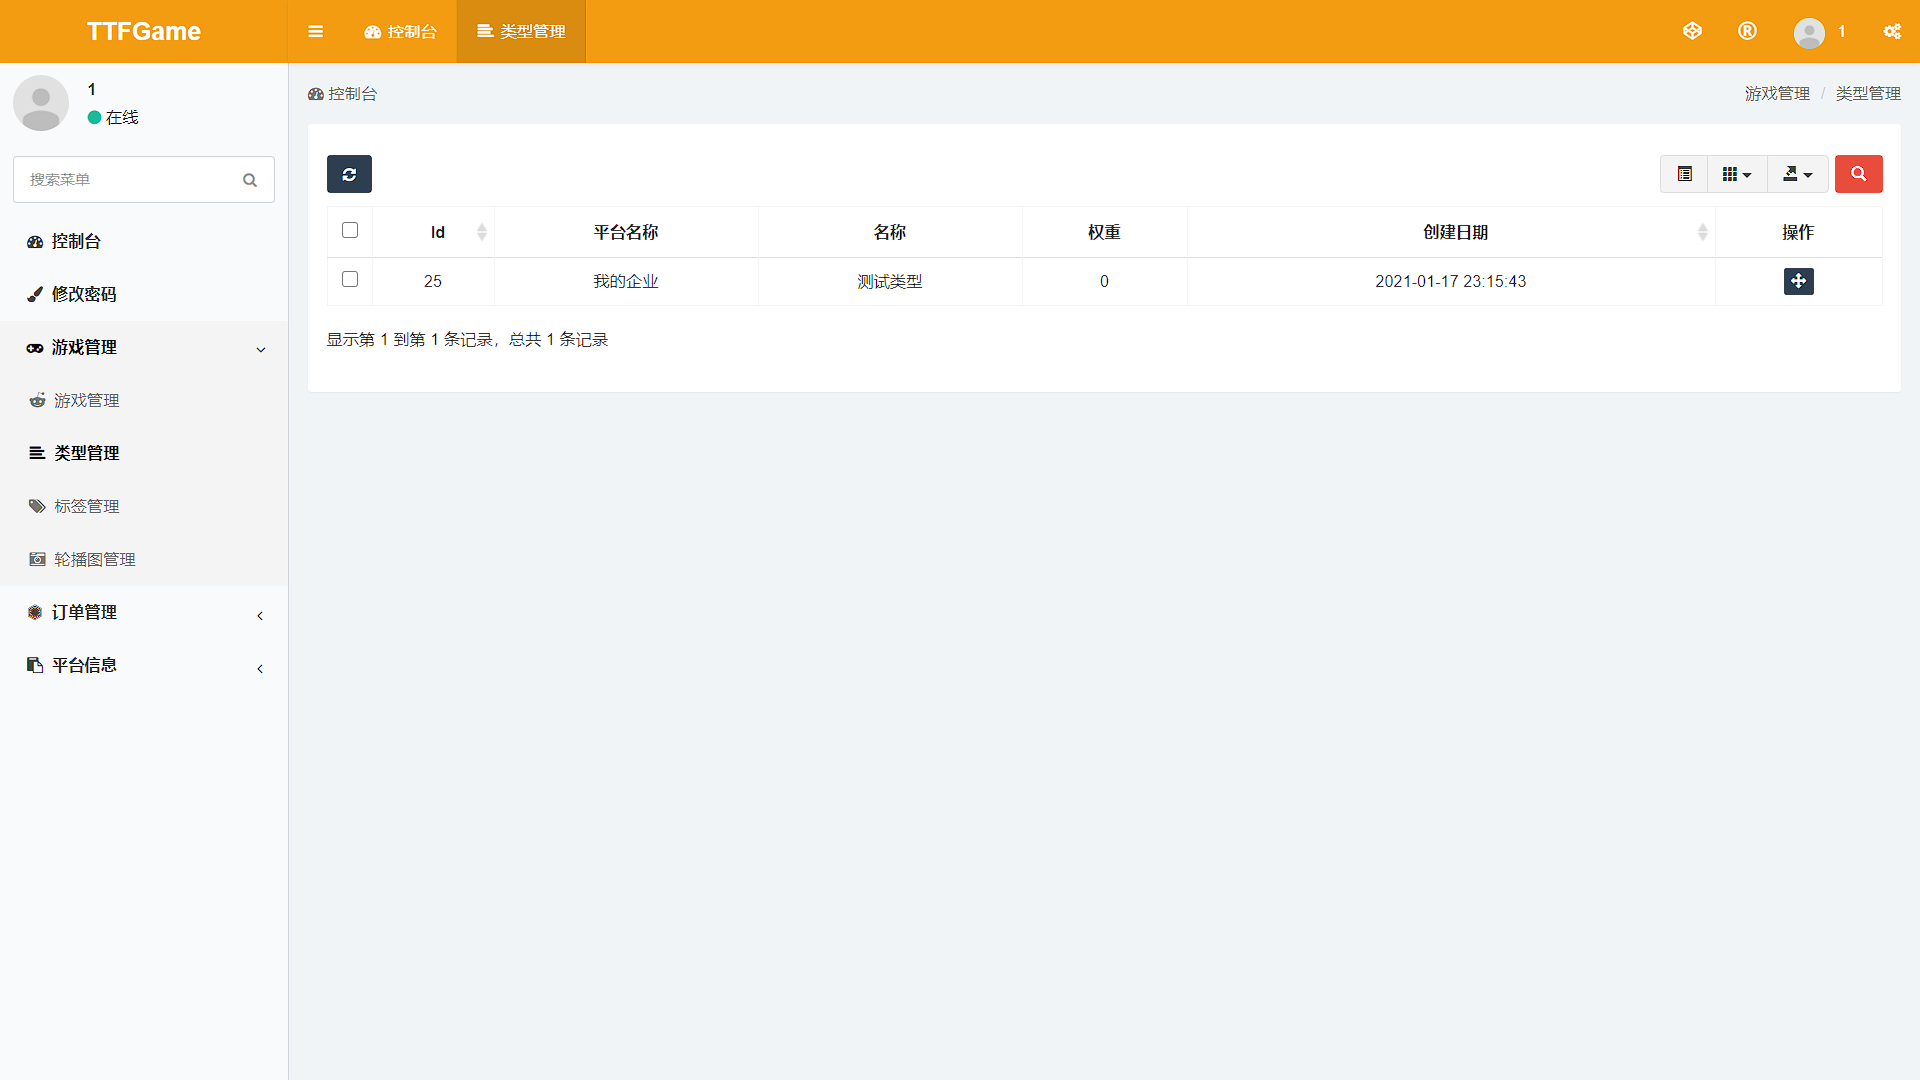 TTFGame
控制台
类型管理
1
1
在线
搜索菜单
控制台
修改密码
游戏管理
游戏管理
类型管理
标签管理
轮播图管理
订单管理
平台信息
控制台
游戏管理 / 类型管理
Id 平台名称 名称 权重 创建日期 操作
25 我的企业 测试类型 0 2021-01-17 23:15:43
显示第 1 到第 1 条记录，总共 1 条记录